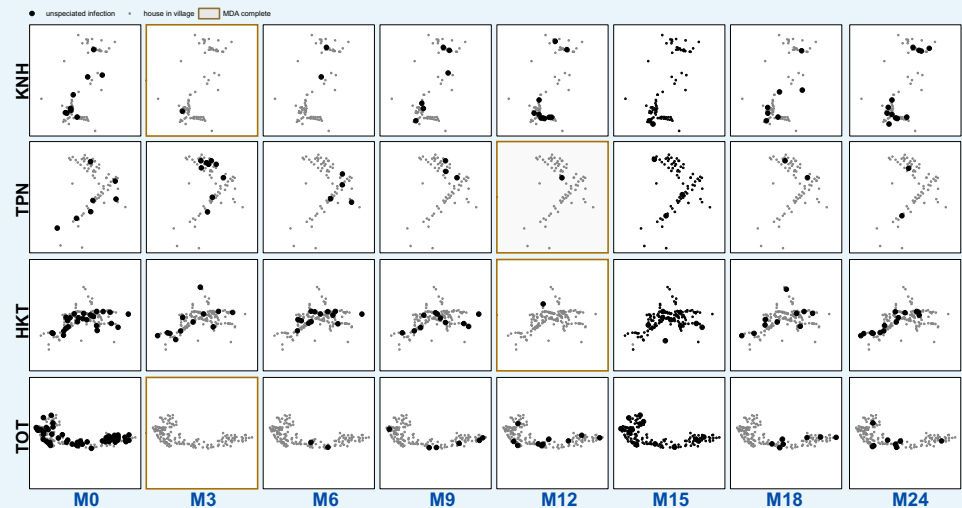 unspeciated infection house in village MDA complete
KNH
TPN
HKT
TOT
M0 M3 M6 M9 M12 M15 M18 M24